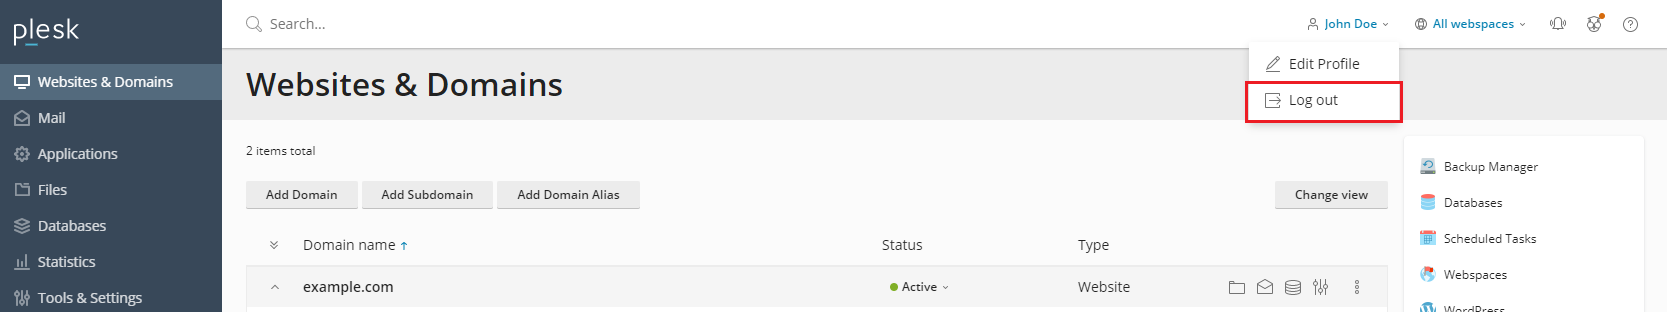 plesk
Search...
John Doe
All webspaces
Edit Profile
Log out
Websites & Domains
Mail
Applications
Files
Databases
Statistics
Tools & Settings
Websites & Domains
2 items total
Add Domain
Add Subdomain
Add Domain Alias
Change view
Domain name
Status
Type
example.com
Active
Website
Backup Manager
Databases
Scheduled Tasks
Webspaces
WordPress